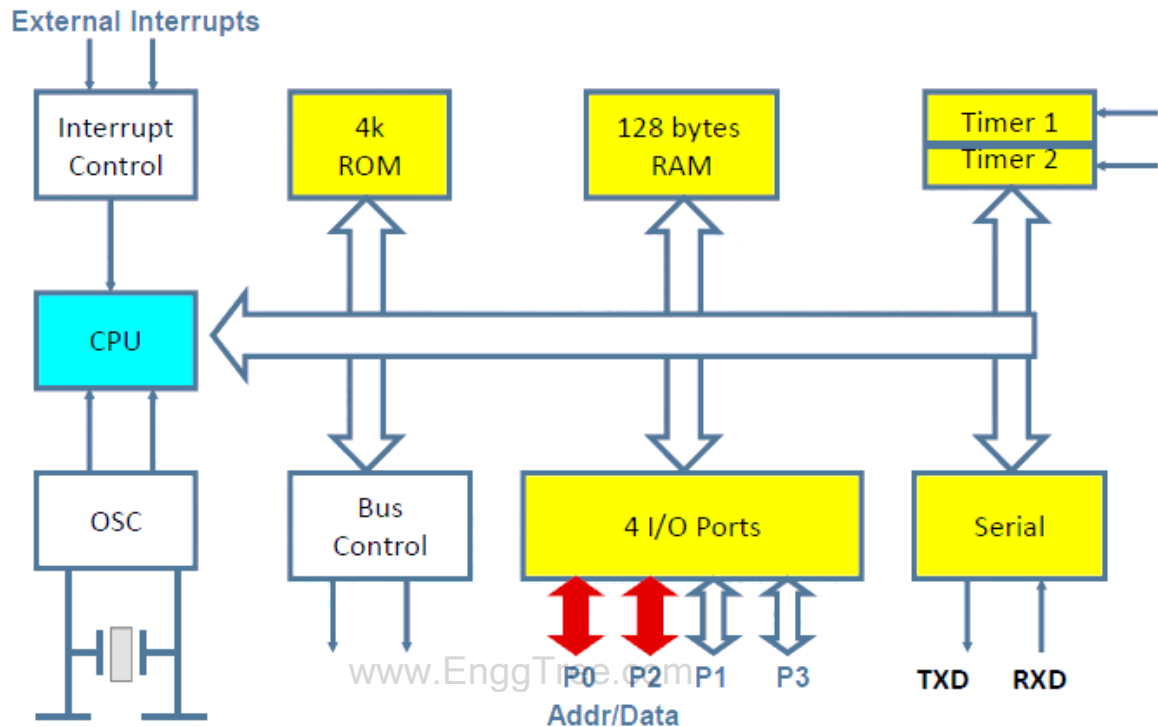 External Interrupts
Interrupt
Control
4k
ROM
128 bytes
RAM
Timer 1
Timer 2
CPU
OSC
Bus
Control
4 I/O Ports
Serial
www.EnggTree.com
P0
P2
P1
P3
TXD
RXD
Addr/Data